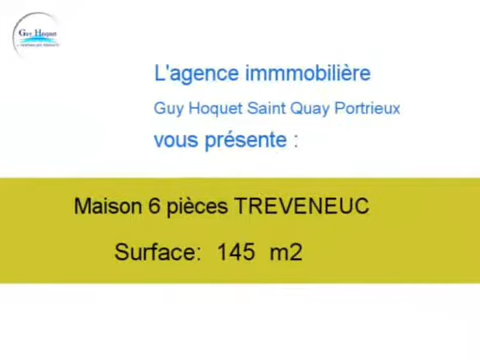 Guy Hoquet
L'agence immmobilière
Guy Hoquet Saint Quay Portrieux
vous présente :
Maison 6 pièces TREVENEUC
Surface: 145 m2